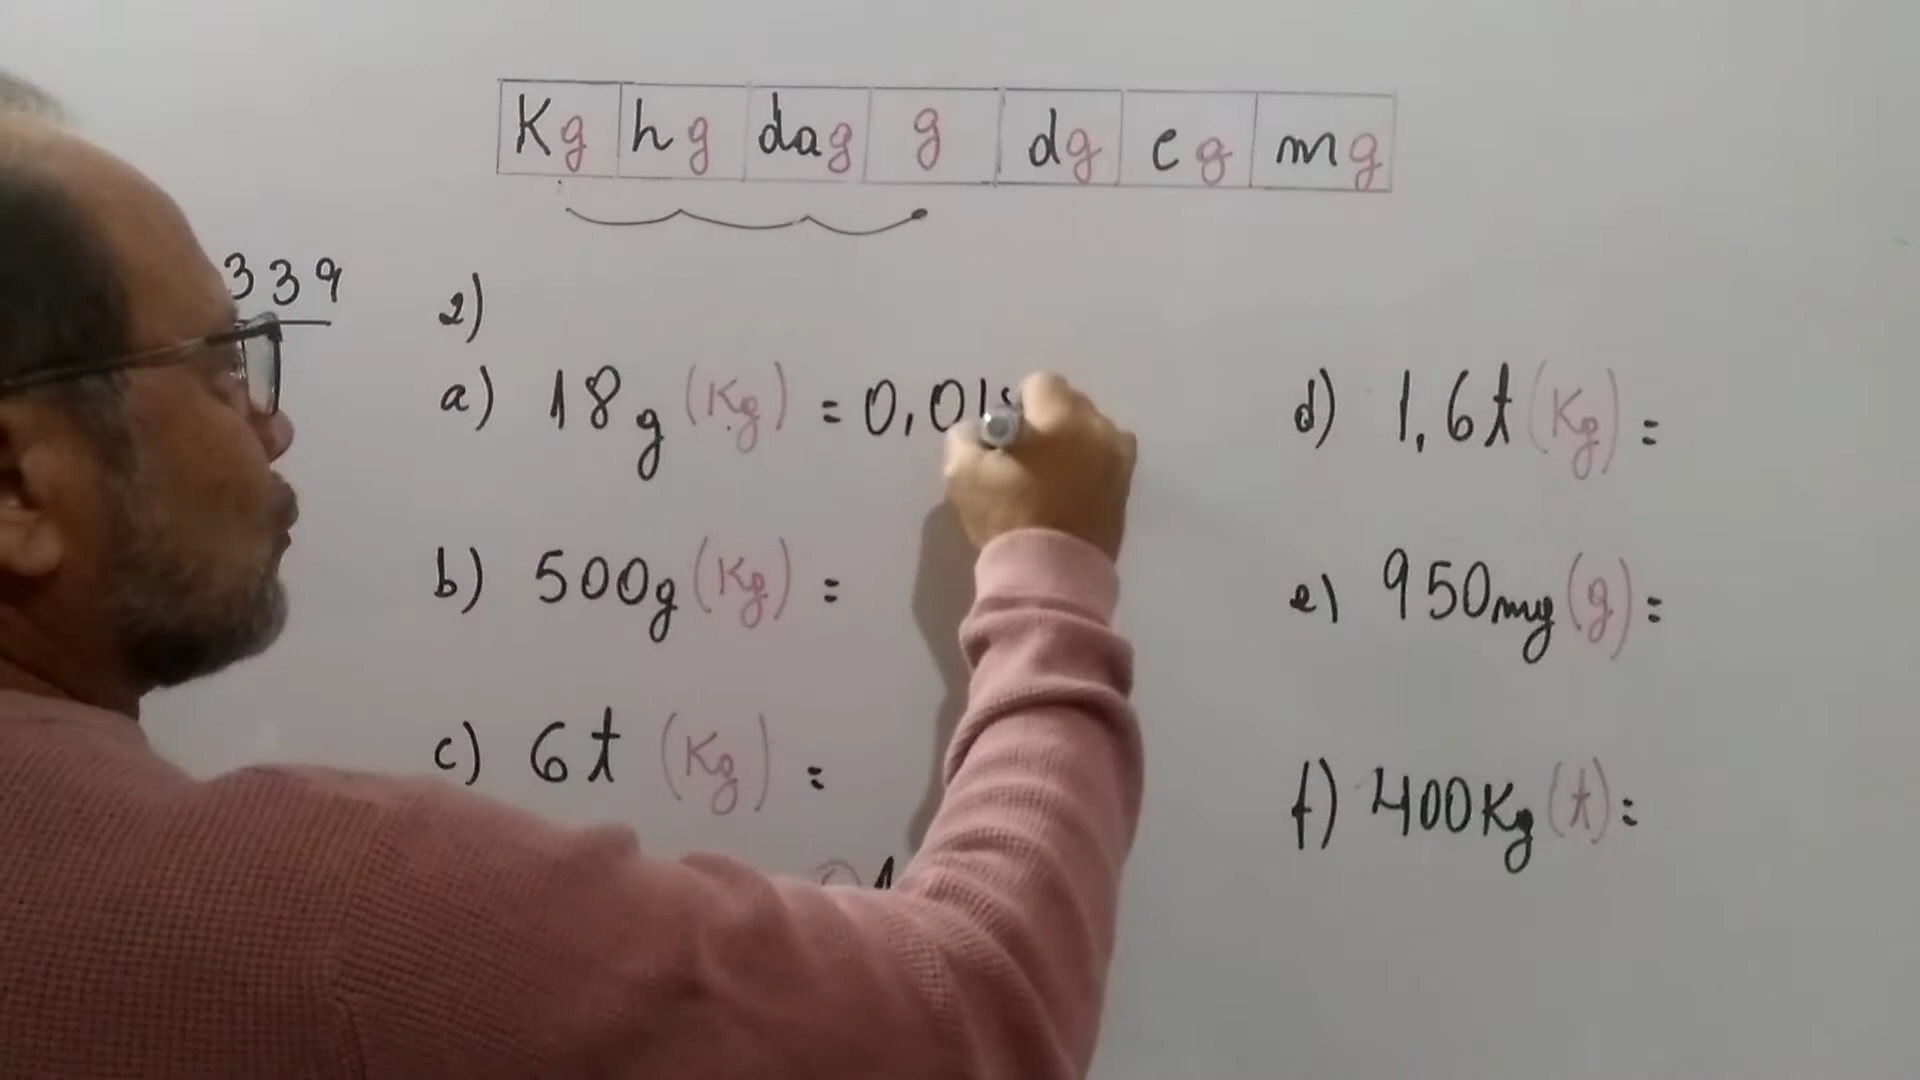 Kg hg dag g dg cg mg
339
2)
a) 18g (Kg) = 0,01
b) 500g (Kg) =
c) 6t (Kg) =
d) 1,6t (Kg) =
e) 950mg (g) =
f) 400Kg (t) =